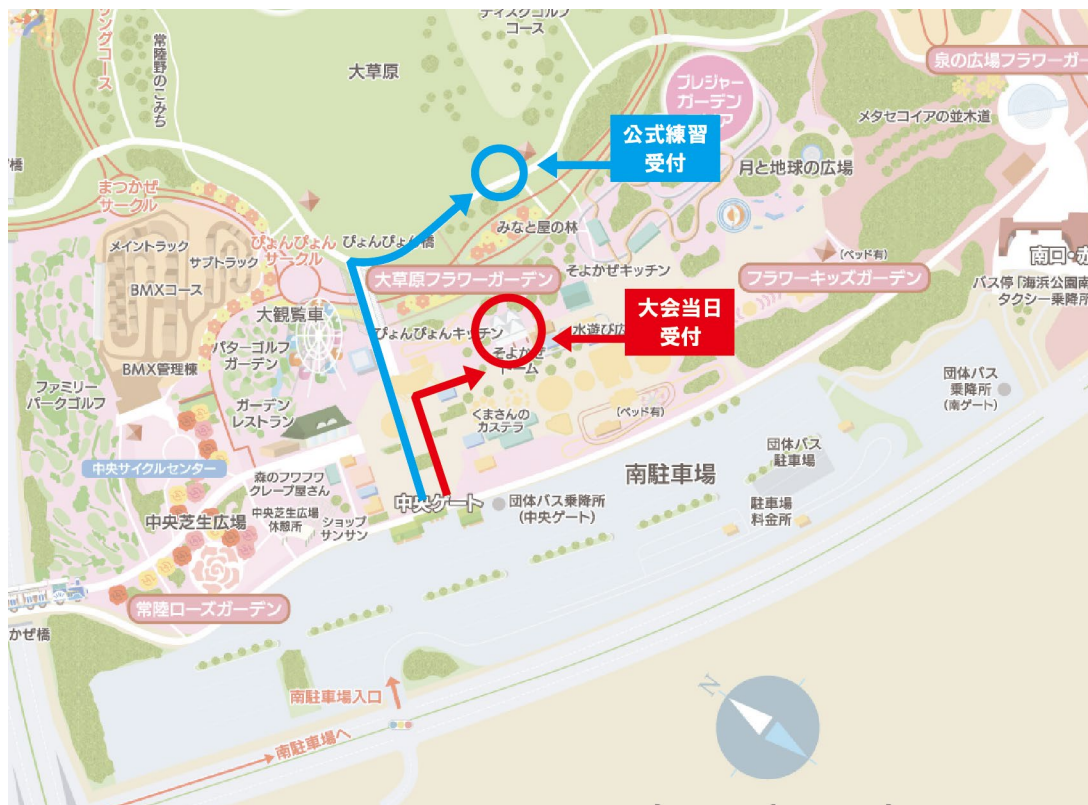 ディスクゴルフ
コース
大草原
常陸野のこみち
プレジャー
ガーデン
公式練習
受付
泉の広場フラワーガー
メタセコイアの並木道
月と地球の広場
まつかぜ
サークル
メイントラック
サブトラック
BMXコース
BMX管理棟
ぴょんぴょん
サークル
ぴょんぴょん橋
みなと屋の林
大草原フラワーガーデン
そよかぜキッチン
(ベッド有)
フラワーキッズガーデン
南口・赤
バス停「海浜公園南
タクシー乗降所
大観覧車
パターゴルフ
ガーデン
ぴょんぴょんキッチン
大会当日
受付
水遊び広
そよかぜ
ドーム
ファミリー
パークゴルフ
ガーデン
レストラン
くまさんの
カステラ
(ベッド有)
団体バス
乗降所
(南ゲート)
団体バス
駐車場
中央サイクルセンター
森のフワフワ
クレープ屋さん
中央芝生広場
中央芝生広場
休憩所
ショップ
サンサン
中央ゲート
団体バス乗降所
(中央ゲート)
南駐車場
駐車場
料金所
常陸ローズガーデン
かぜ橋
南駐車場入口
南駐車場へ
N